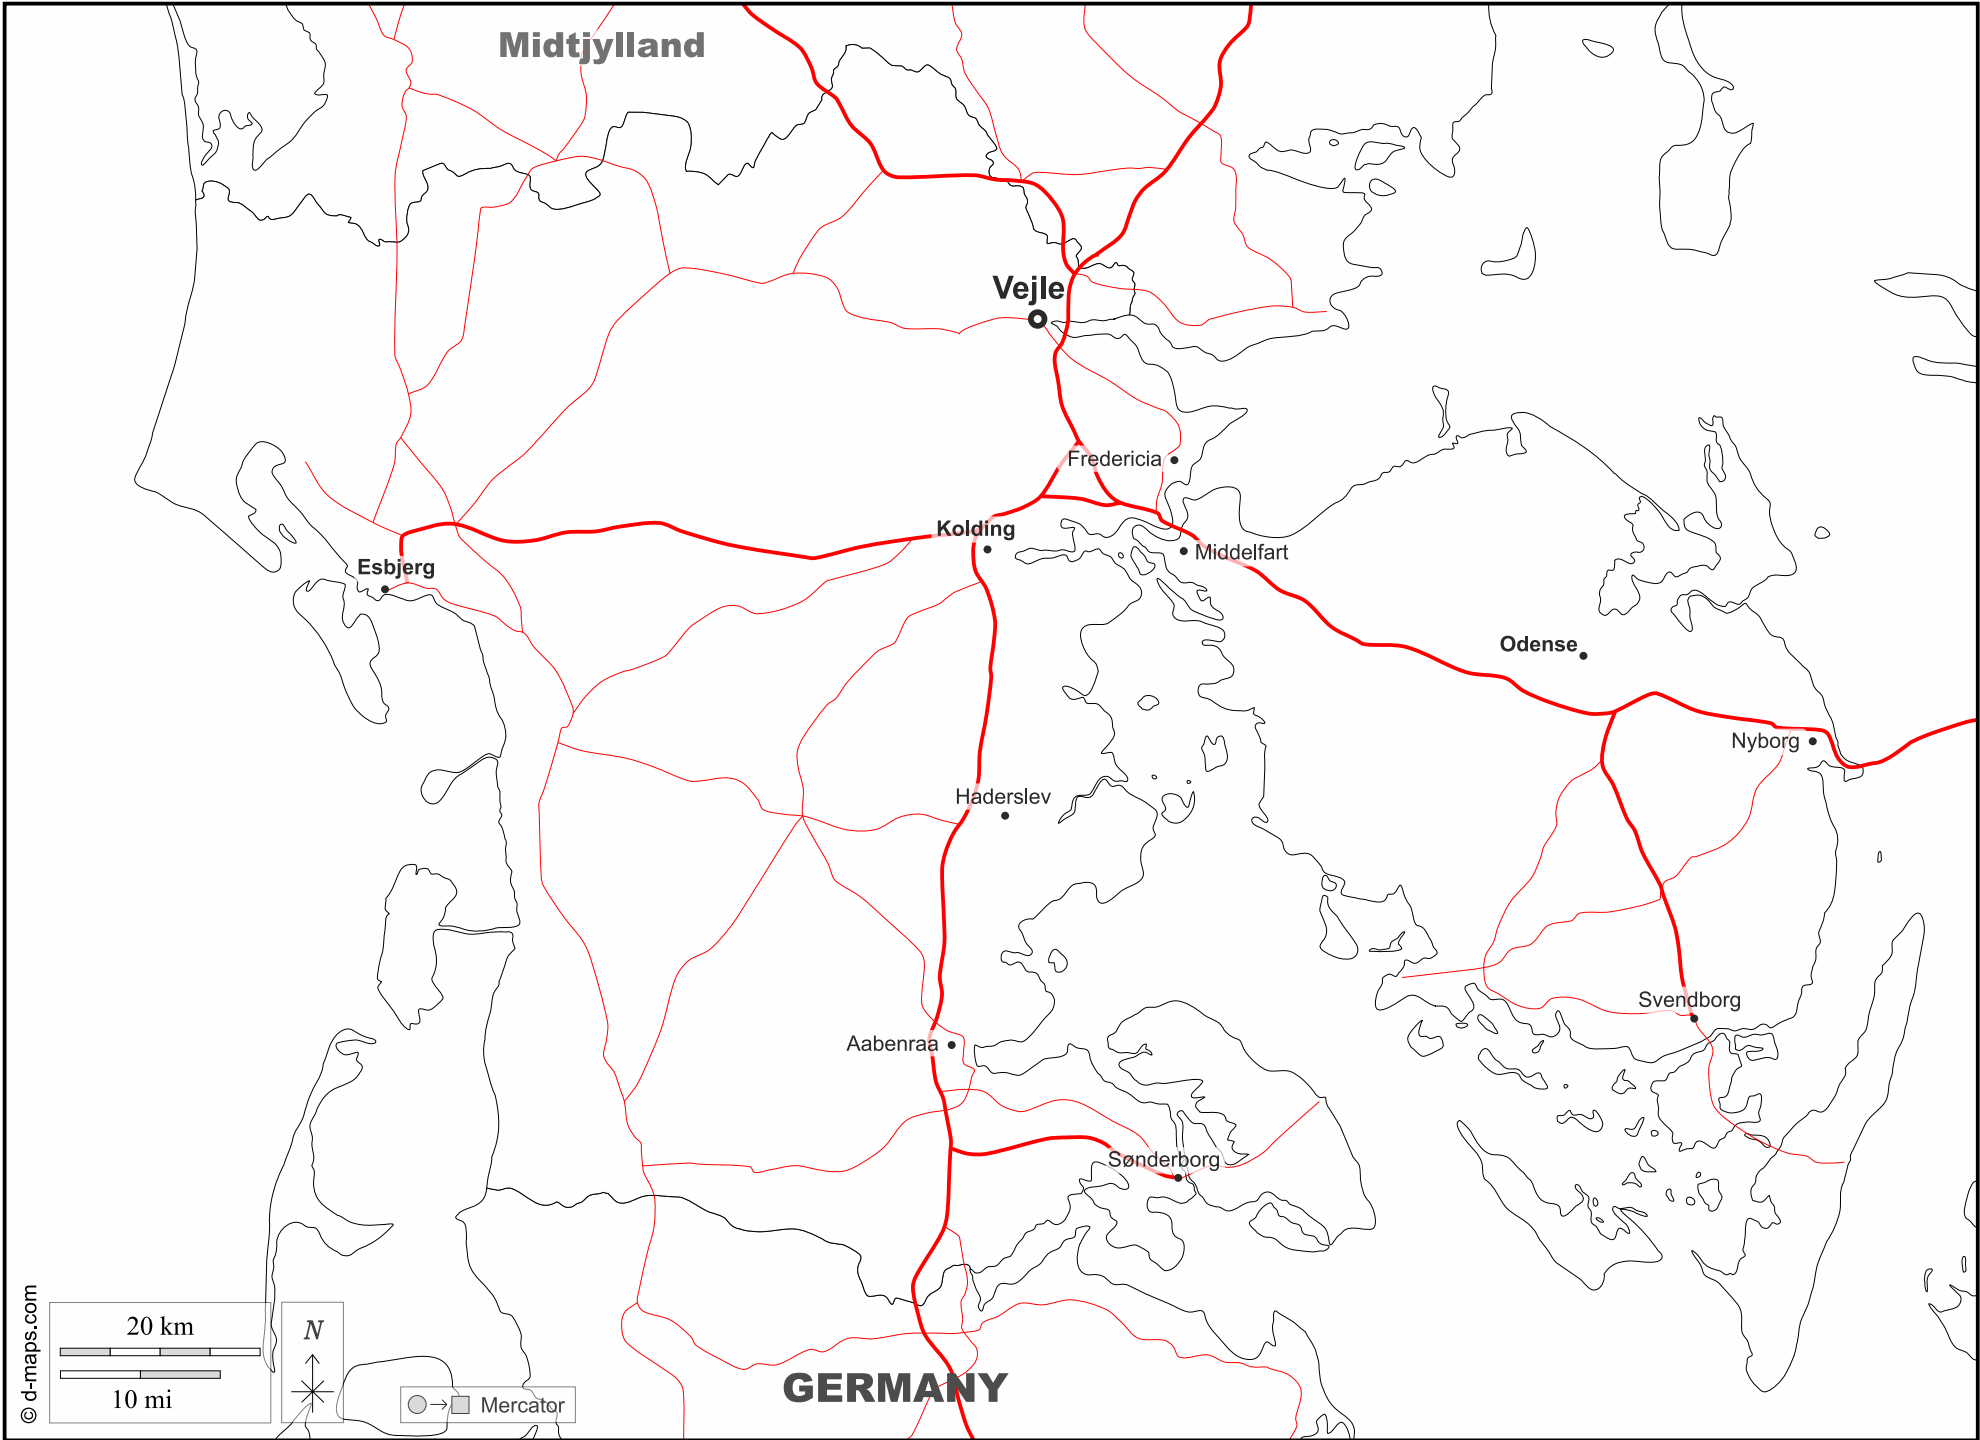 Midtjylland
Vejle
Fredericia
Kolding
Middelfart
Esbjerg
Odense
Nyborg
Haderslev
Svendborg
Aabenraa
Sønderborg
GERMANY
20 km
10 mi
N
Mercator
© d-maps.com